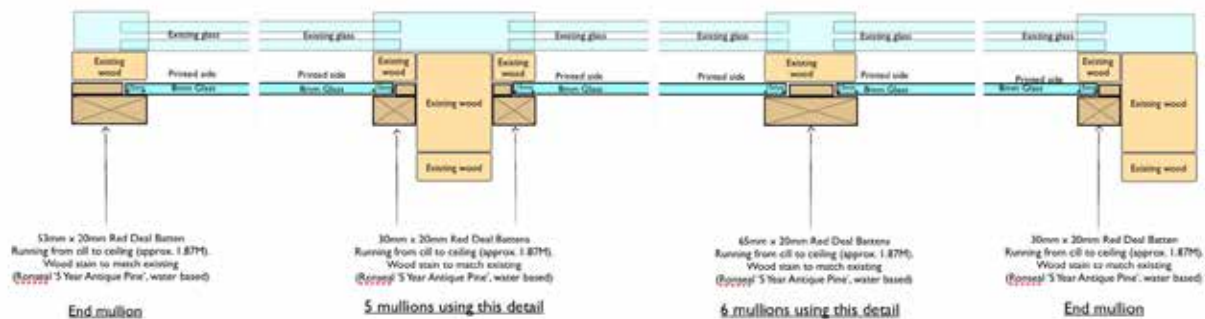 Existing glass
Existing wood
Printed side
8mm Glass
53mm x 20mm Red Deal Batten
Running from cill to ceiling (approx. 1.87M).
Wood stain to match existing
(Ronseal '5 Year Antique Pine', water based)
End mullion
Existing glass
Existing glass
Existing wood
Existing wood
Printed side
Printed side
8mm Glass
8mm Glass
Existing wood
Existing wood
30mm x 20mm Red Deal Battens
Running from cill to ceiling (approx. 1.87M).
Wood stain to match existing
(Ronseal '5 Year Antique Pine', water based)
5 mullions using this detail
Existing glass
Existing glass
Existing wood
Printed side
Printed side
8mm Glass
8mm Glass
65mm x 20mm Red Deal Battens
Running from cill to ceiling (approx. 1.87M).
Wood stain to match existing
(Ronseal '5 Year Antique Pine', water based)
6 mullions using this detail
Existing glass
Existing wood
Printed side
8mm Glass
Existing wood
Existing wood
30mm x 20mm Red Deal Batten
Running from cill to ceiling (approx. 1.87M).
Wood stain to match existing
(Ronseal '5 Year Antique Pine', water based)
End mullion